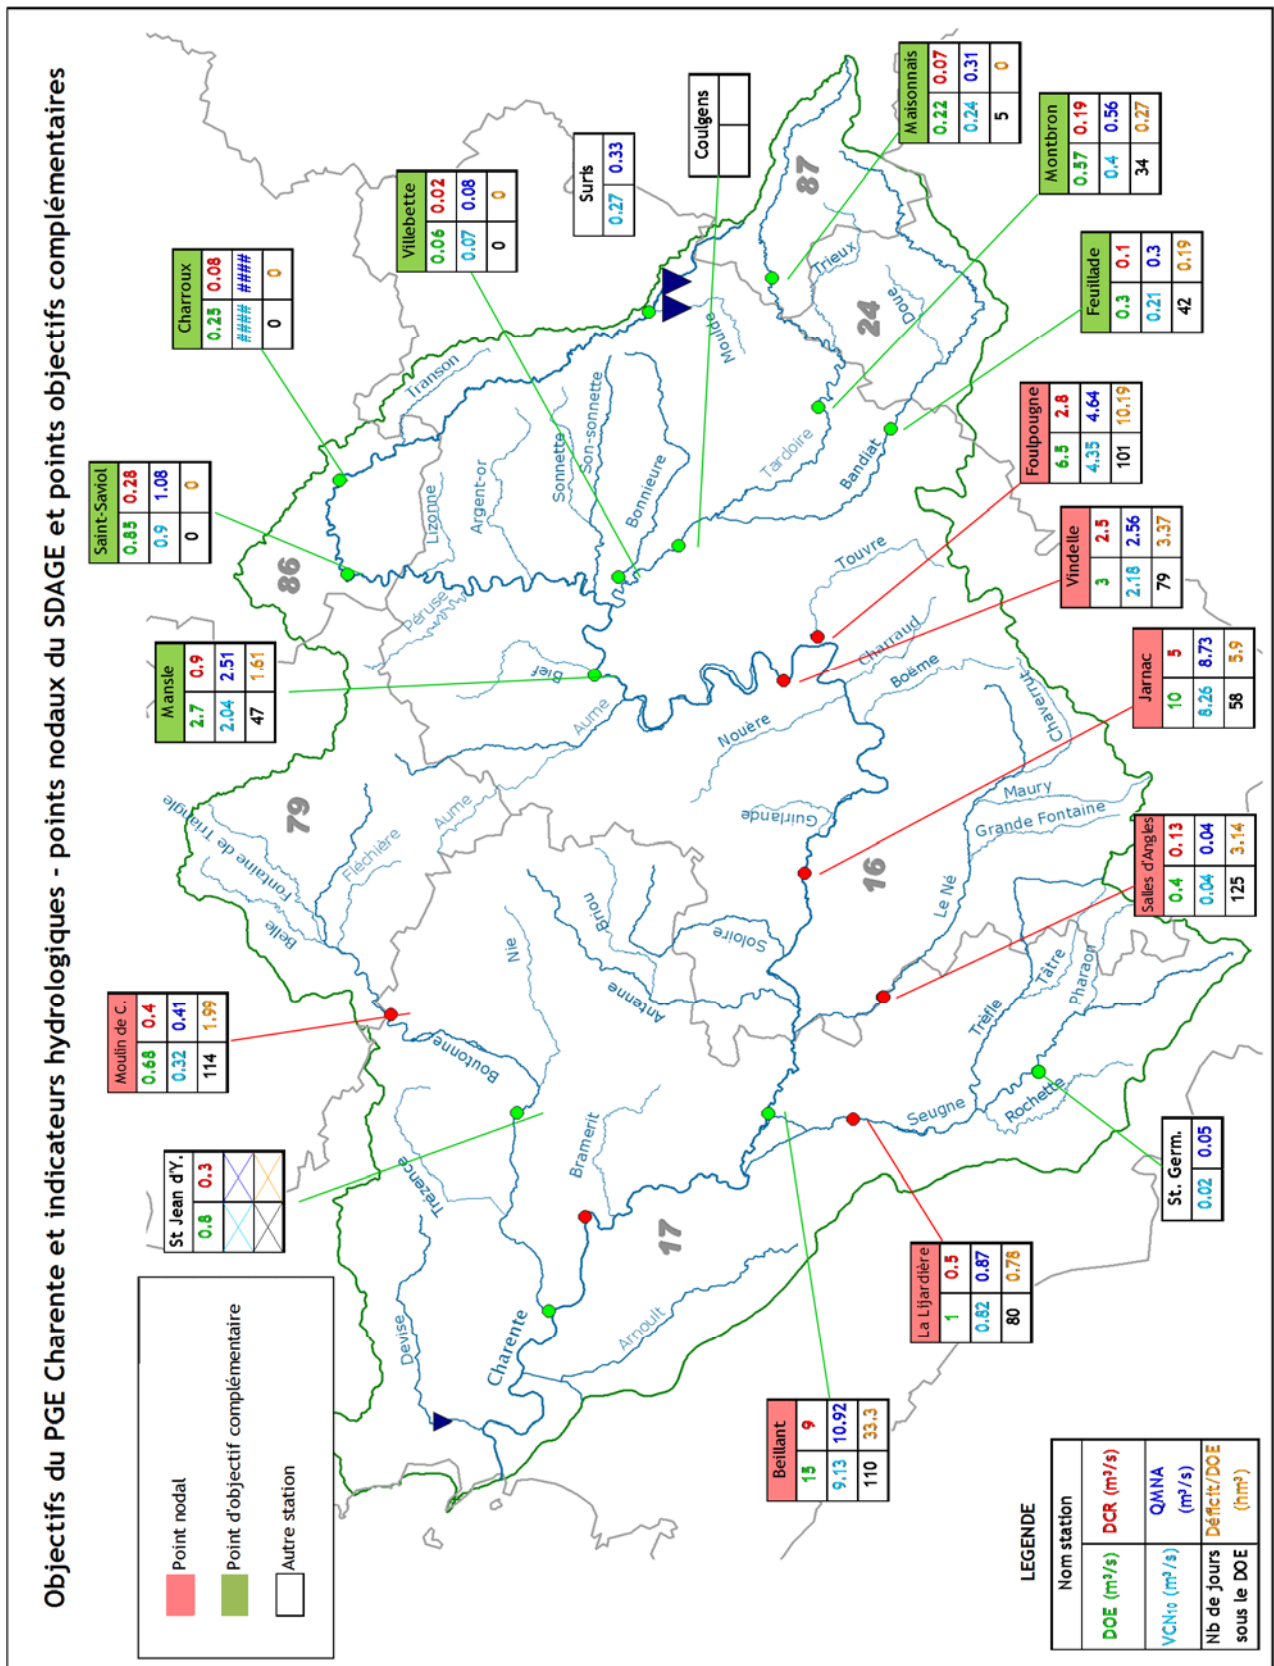 Objectifs du PGE Charente et indicateurs hydrologiques - points nodaux du SDAGE et points objectifs complémentaires
Point nodal
Point d'objectif complémentaire
Autre station
St Jean d'Y.
0.8 0.3
Moulin de C.
0.68 0.4
0.32 0.41
114 1.99
Mansle
2.7 0.9
2.04 2.51
47 1.61
Saint-Saviol
0.85 0.28
0.9 1.08
0 0
Charroux
0.25 0.08
#### ####
0 0
Villebette
0.06 0.02
0.07 0.08
0 0
Suris
0.27 0.33
Coulgens
Maisonnais
0.22 0.07
0.24 0.31
5 0
Montbron
0.57 0.19
0.4 0.56
34 0.27
Feuillade
0.3 0.1
0.21 0.3
42 0.19
Foulpougne
6.5 2.8
4.35 4.64
101 10.19
Vindelle
3 2.5
2.18 2.56
79 3.37
Jarnac
10 5
8.26 8.73
58 5.9
Salles d'Angles
0.4 0.13
0.04 0.04
125 3.14
St. Germ.
0.02 0.05
La Lijardière
1 0.5
0.82 0.87
80 0.78
Beillant
15 9
9.13 10.92
110 33.3
79
86
87
24
16
17
Fontaine de Triangle
Belle
Fléchière
Aume
Aume
Bief
Péruse
Lizonne
Argent-or
Transon
Sonnette
Son-sonnette
Bonnieure
Moulde
Trieux
Doue
Tardoire
Bandiat
Touvre
Charraud
Boëme
Nouère
Guirlande
Chaverrut
Maury
Grande Fontaine
Le Né
Tâtre
Pharaon
Trèfle
Rochette
Seugne
Soloire
Briou
Antenne
Nie
Boutonne
Trézence
Bramerit
Devise
Charente
Arnoult
LEGENDE
Nom station
DOE (m³/s) DCR (m³/s)
VCN₁₀ (m³/s) QMNA (m³/s)
Nb de jours sous le DOE Déficit/DOE (hm³)